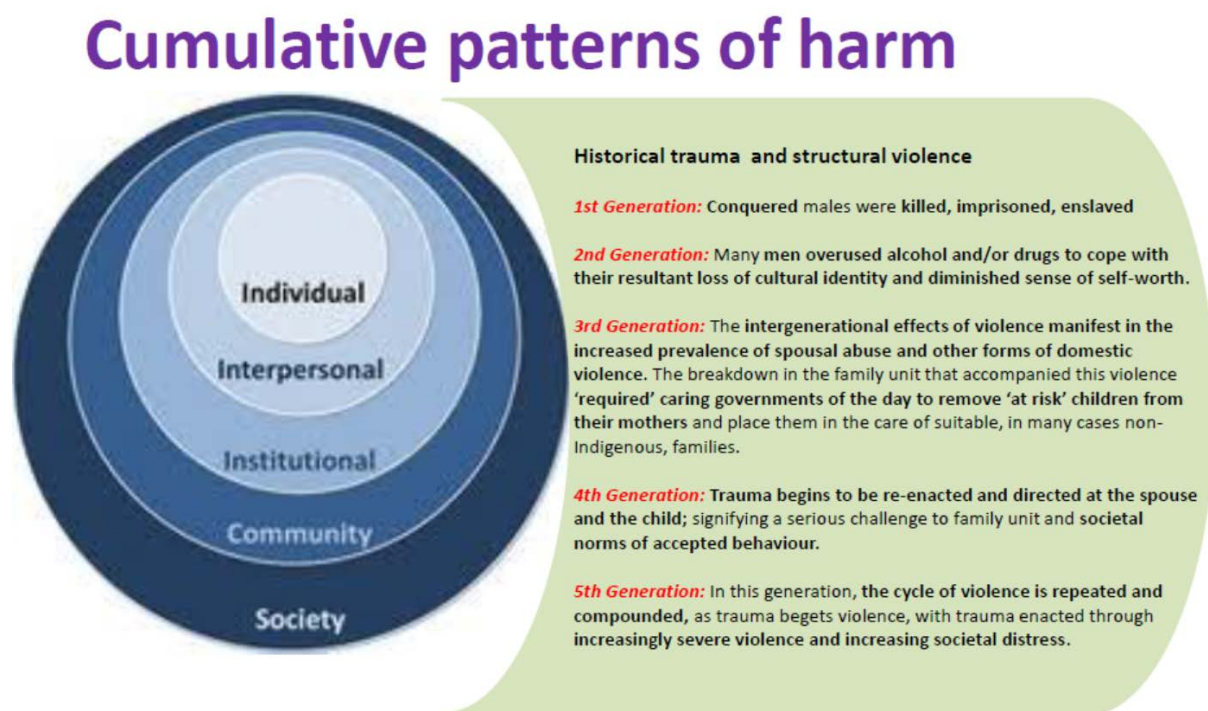 Cumulative patterns of harm
Individual
Interpersonal
Institutional
Community
Society
Historical trauma and structural violence
1st Generation: Conquered males were killed, imprisoned, enslaved
2nd Generation: Many men overused alcohol and/or drugs to cope with
their resultant loss of cultural identity and diminished sense of self-worth.
3rd Generation: The intergenerational effects of violence manifest in the
increased prevalence of spousal abuse and other forms of domestic
violence. The breakdown in the family unit that accompanied this violence
‘required’ caring governments of the day to remove ‘at risk’ children from
their mothers and place them in the care of suitable, in many cases non-
Indigenous, families.
4th Generation: Trauma begins to be re-enacted and directed at the spouse
and the child; signifying a serious challenge to family unit and societal
norms of accepted behaviour.
5th Generation: In this generation, the cycle of violence is repeated and
compounded, as trauma begets violence, with trauma enacted through
increasingly severe violence and increasing societal distress.